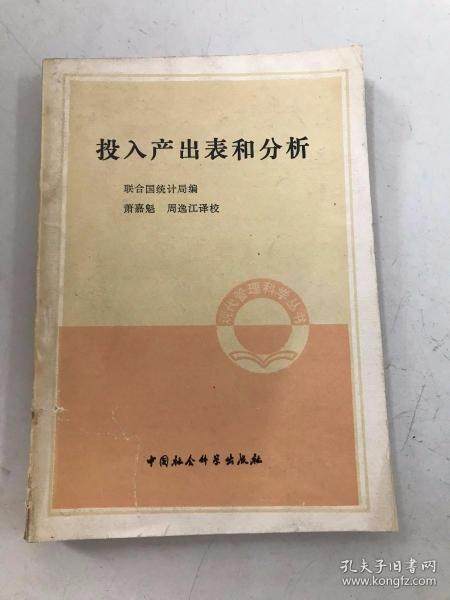 投入产出表和分析
联合国统计局编
萧嘉魁 周逸江译校
现代管理科学丛书
中国社会科学出版社
孔夫子旧书网
www.kongfz.com